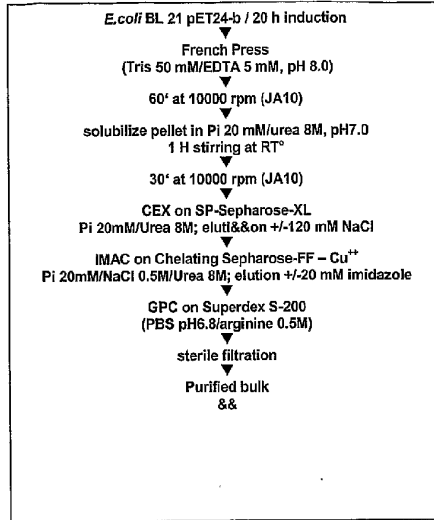 E.coli BL 21 pET24-b / 20 h induction
French Press
(Tris 50 mM/EDTA 5 mM, pH 8.0)
60' at 10000 rpm (JA10)
solubilize pellet in Pi 20 mM/urea 8M, pH7.0
1 H stirring at RT°
30' at 10000 rpm (JA10)
CEX on SP-Sepharose-XL
Pi 20mM/Urea 8M; eluti&&on +/-120 mM NaCl
IMAC on Chelating Sepharose-FF – Cu⁺⁺
Pi 20mM/NaCl 0.5M/Urea 8M; elution +/-20 mM imidazole
GPC on Superdex S-200
(PBS pH6.8/arginine 0.5M)
sterile filtration
Purified bulk
&&